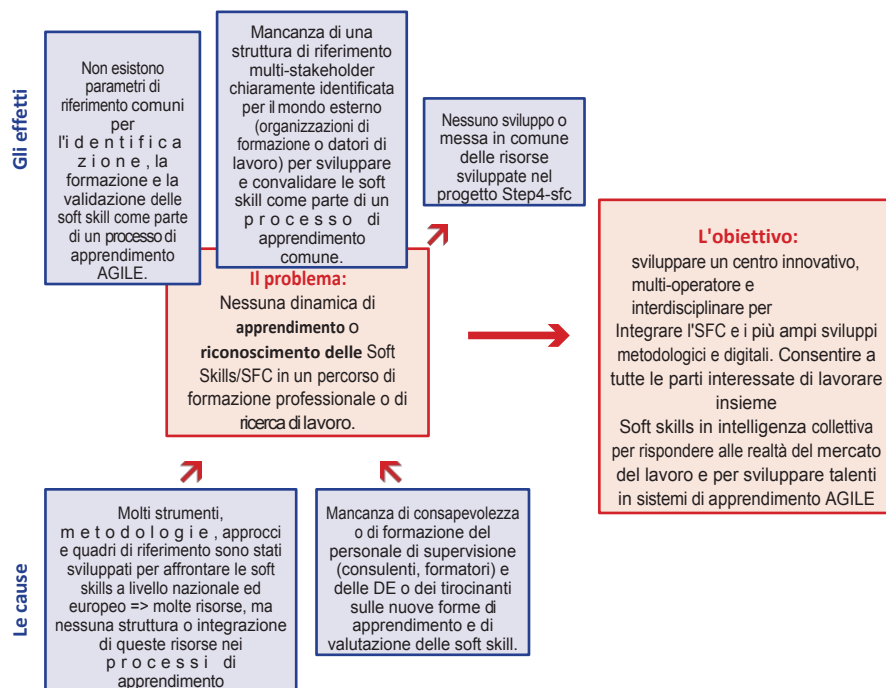 Gli effetti
Non esistono
parametri di
riferimento comuni
per
l'identifica
zione, la
formazione e la
validazione delle
soft skill come parte
di un processo di
apprendimento
AGILE.
Mancanza di una
struttura di riferimento
multi-stakeholder
chiaramente identificata
per il mondo esterno
(organizzazioni di
formazione o datori di
lavoro) per sviluppare
e convalidare le soft
skill come parte di un
processo di
apprendimento
comune.
Nessuno sviluppo o
messa in comune
delle risorse
sviluppate nel
progetto Step4-sfc
Il problema:
Nessuna dinamica di
apprendimento o
riconoscimento delle Soft
Skills/SFC in un percorso di
formazione professionale o di
ricerca di lavoro.
L'obiettivo:
sviluppare un centro innovativo,
multi-operatore e
interdisciplinare per
Integrare l'SFC e i più ampi sviluppi
metodologici e digitali. Consentire a
tutte le parti interessate di lavorare
insieme
Soft skills in intelligenza collettiva
per rispondere alle realtà del mercato
del lavoro e per sviluppare talenti
in sistemi di apprendimento AGILE
Le cause
Molti strumenti,
metodologie, approcci
e quadri di riferimento sono stati
sviluppati per affrontare le soft
skills a livello nazionale ed
europeo => molte risorse, ma
nessuna struttura o integrazione
di queste risorse nei
processi di
apprendimento
Mancanza di consapevolezza
o di formazione del
personale di supervisione
(consulenti, formatori) e
delle DE o dei tirocinanti
sulle nuove forme di
apprendimento e di
valutazione delle soft skill.